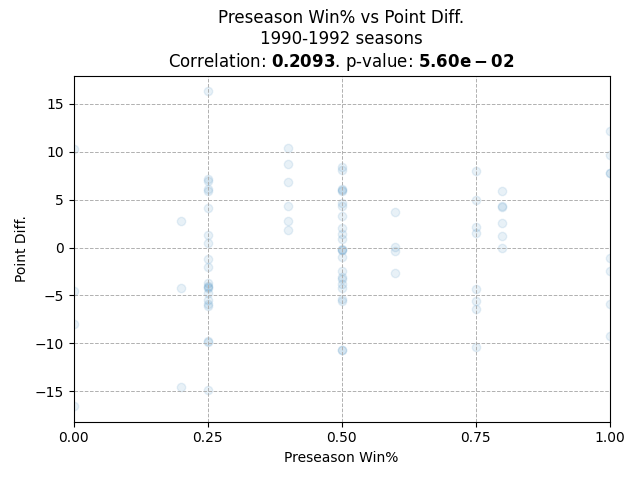 Preseason Win% vs Point Diff.
1990-1992 seasons
Correlation: 0.2093. p-value: 5.60e − 02
Point Diff.
15
10
5
0
−5
−10
−15
0.00 0.25 0.50 0.75 1.00
Preseason Win%